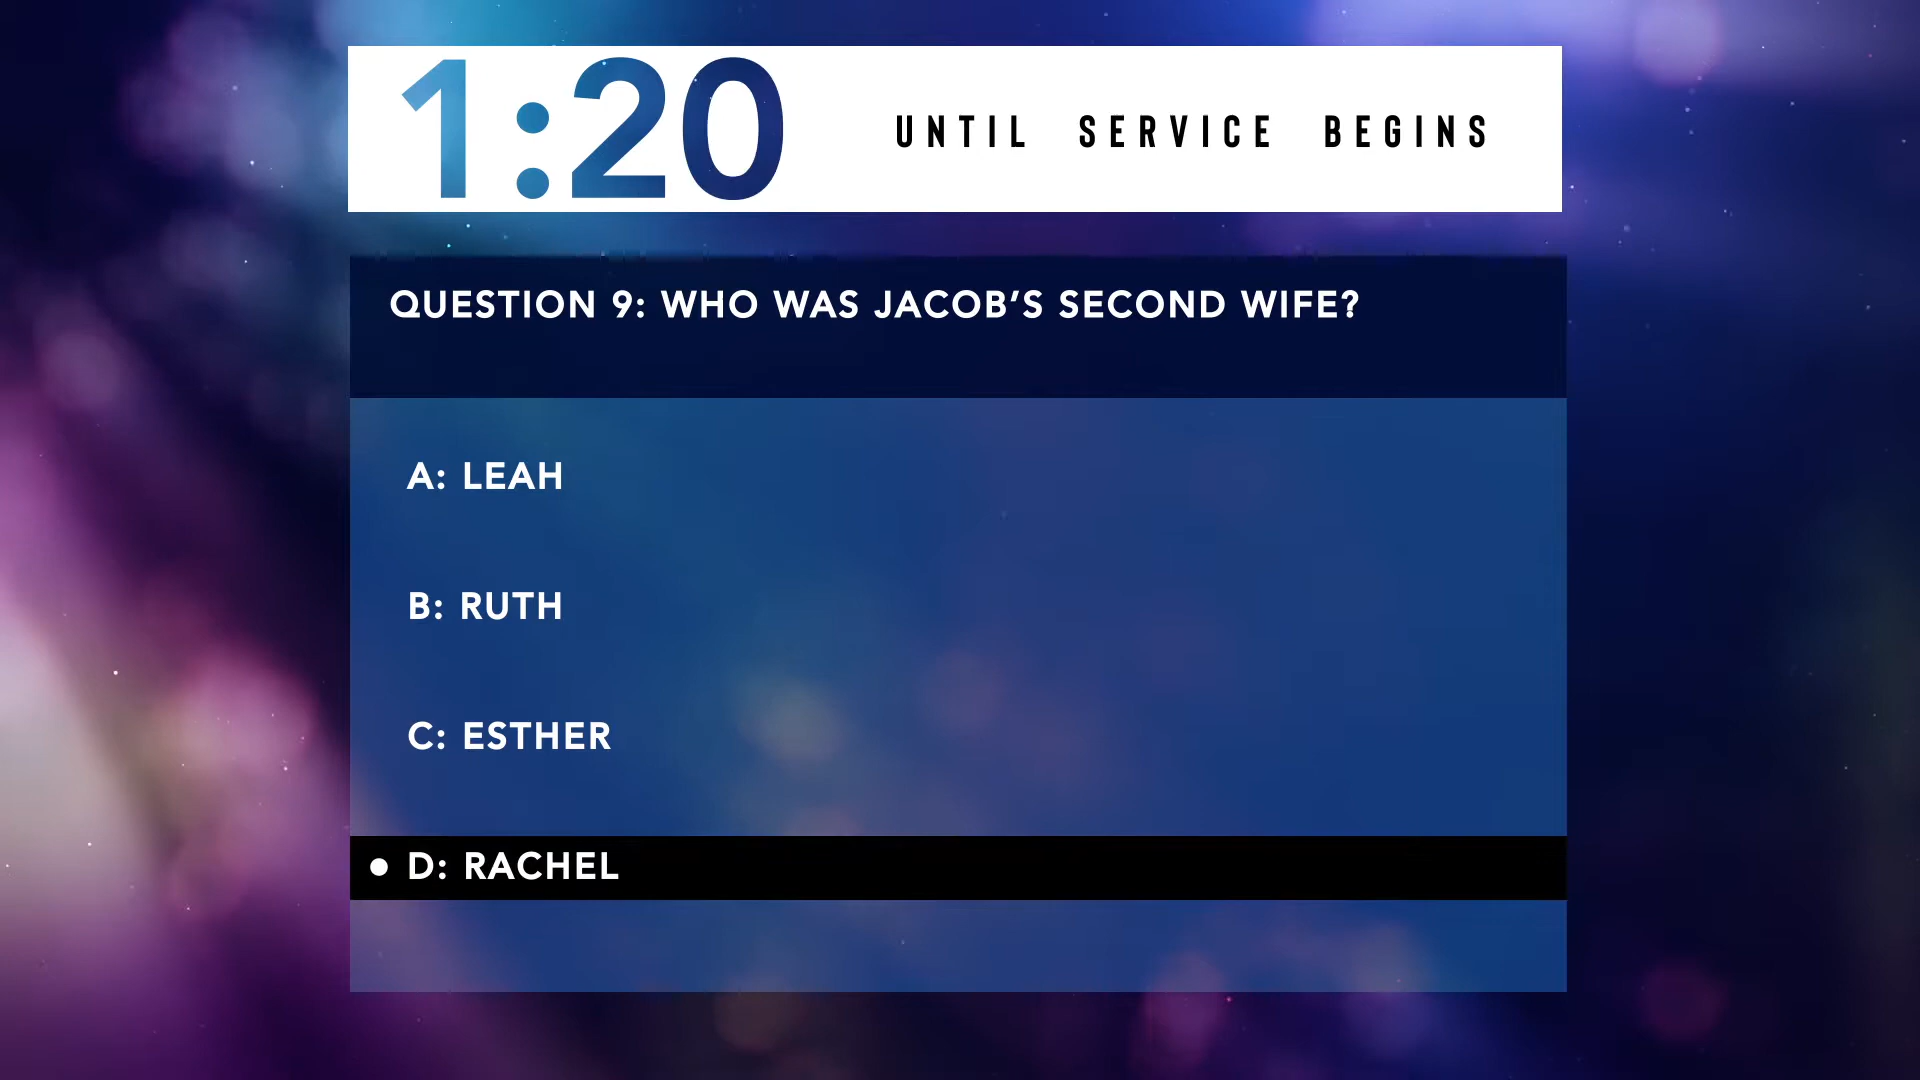 1:20 UNTIL SERVICE BEGINS
QUESTION 9: WHO WAS JACOB’S SECOND WIFE?
A: LEAH
B: RUTH
C: ESTHER
D: RACHEL